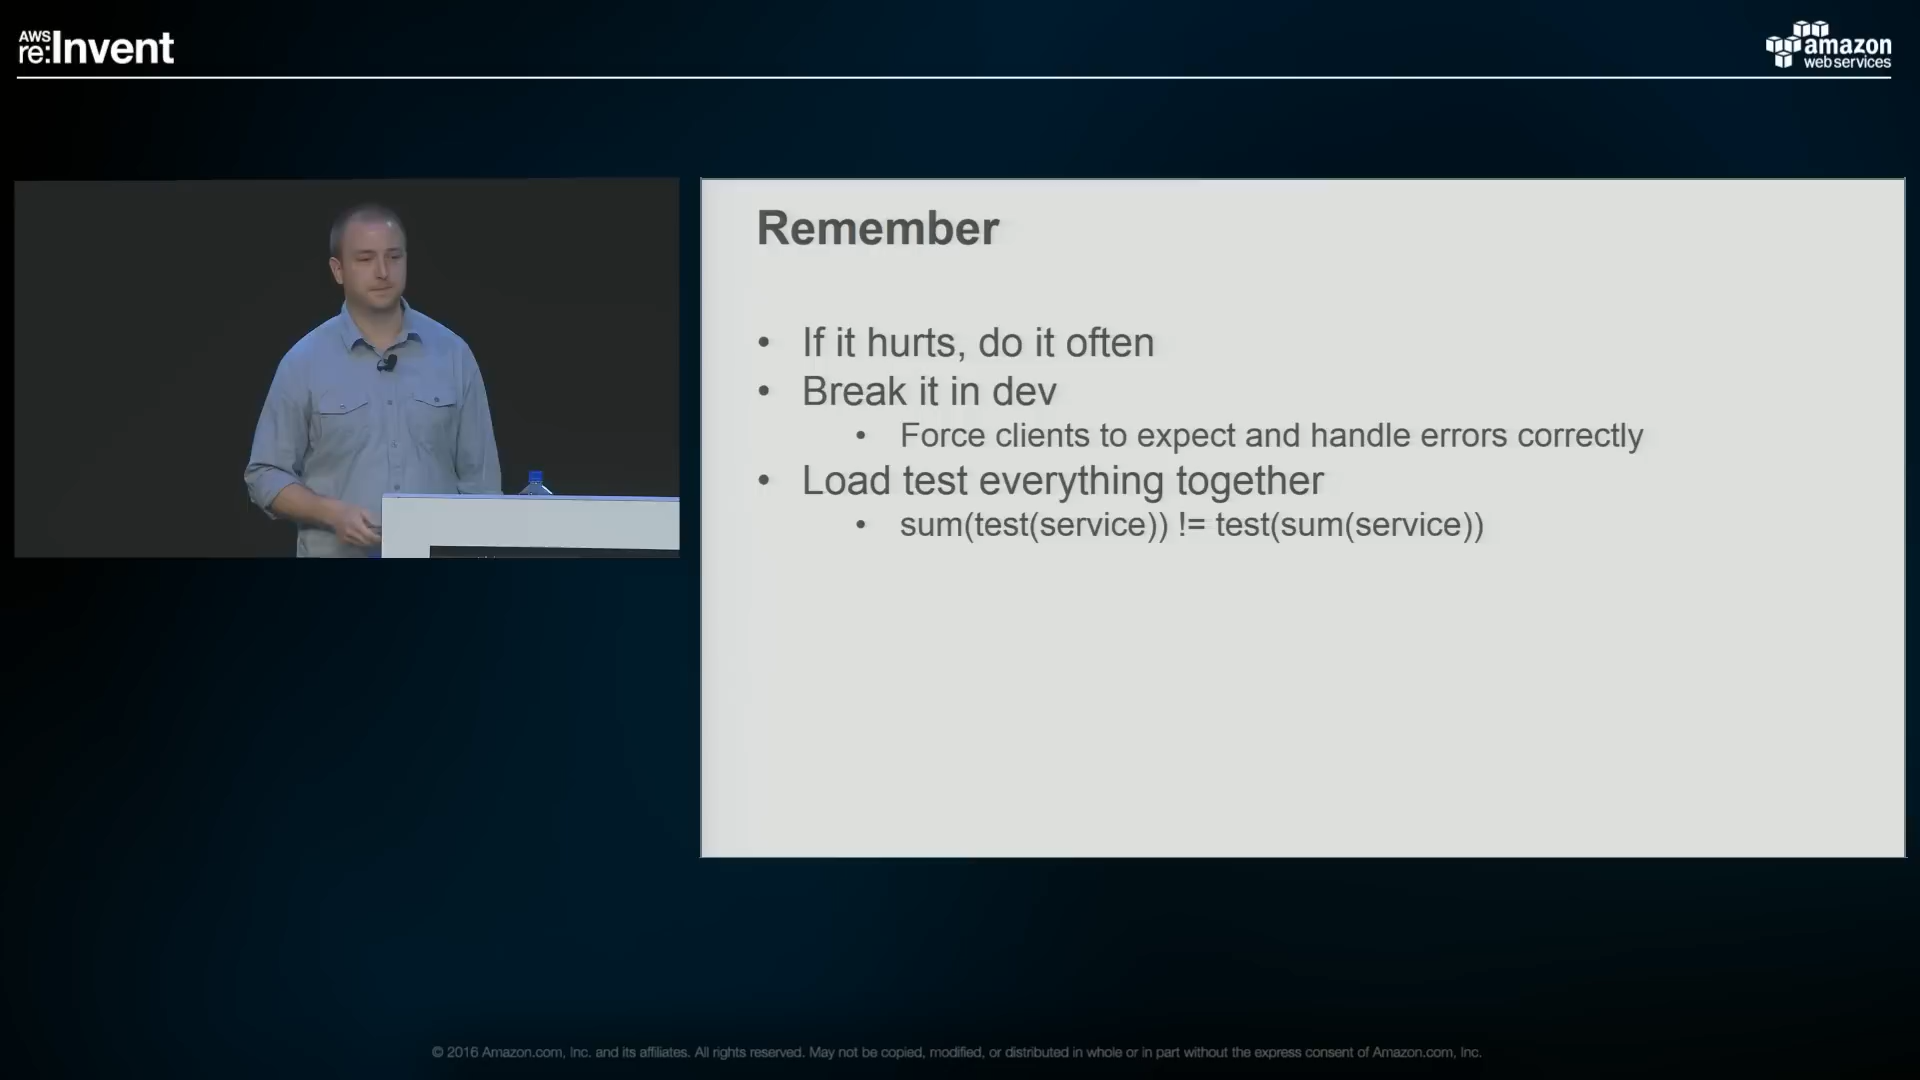 AWS
re:Invent
amazon
web services
Remember
• If it hurts, do it often
• Break it in dev
• Force clients to expect and handle errors correctly
• Load test everything together
• sum(test(service)) != test(sum(service))
© 2016 Amazon.com, Inc. and its affiliates. All rights reserved. May not be copied, modified, or distributed in whole or in part without the express consent of Amazon.com, Inc.